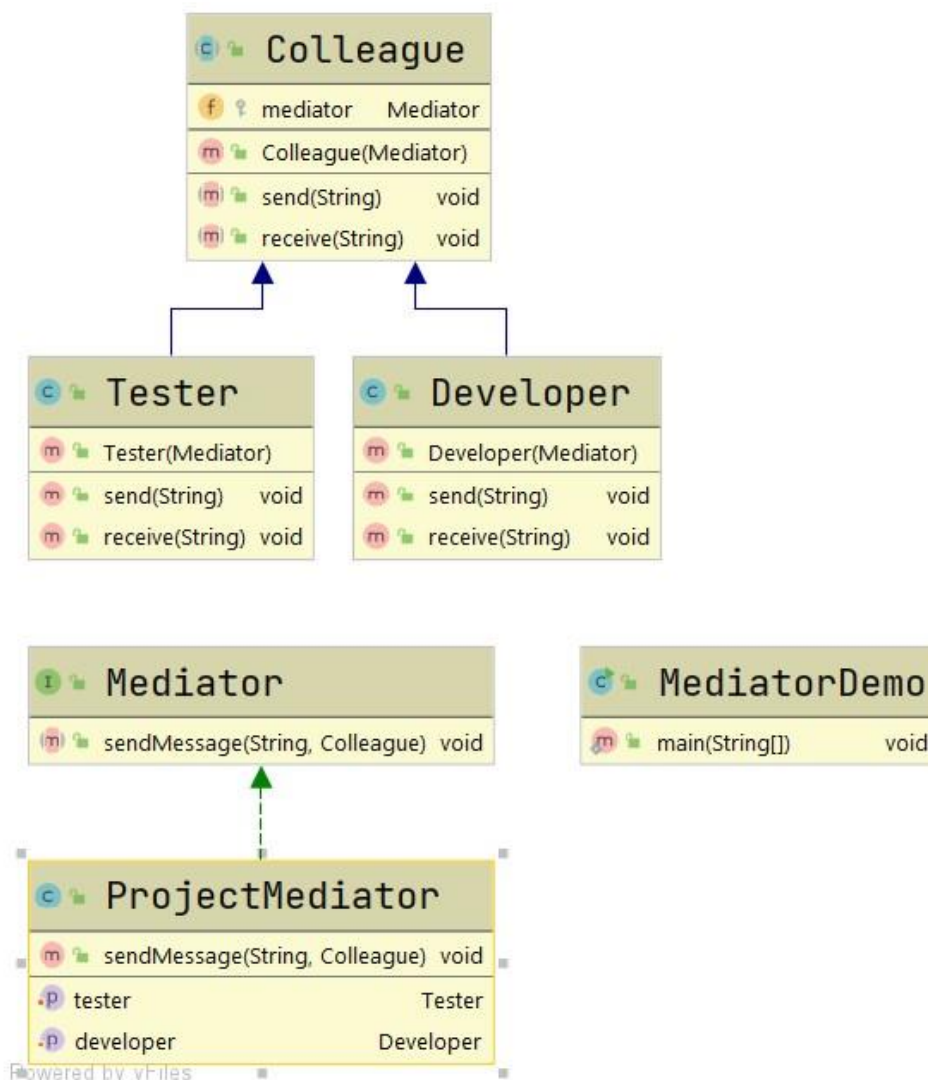 Colleague
mediator Mediator
Colleague(Mediator)
send(String) void
receive(String) void
Tester
Tester(Mediator)
send(String) void
receive(String) void
Developer
Developer(Mediator)
send(String) void
receive(String) void
Mediator
sendMessage(String, Colleague) void
MediatorDemo
main(String[]) void
ProjectMediator
sendMessage(String, Colleague) void
tester Tester
developer Developer
Powered by yFiles